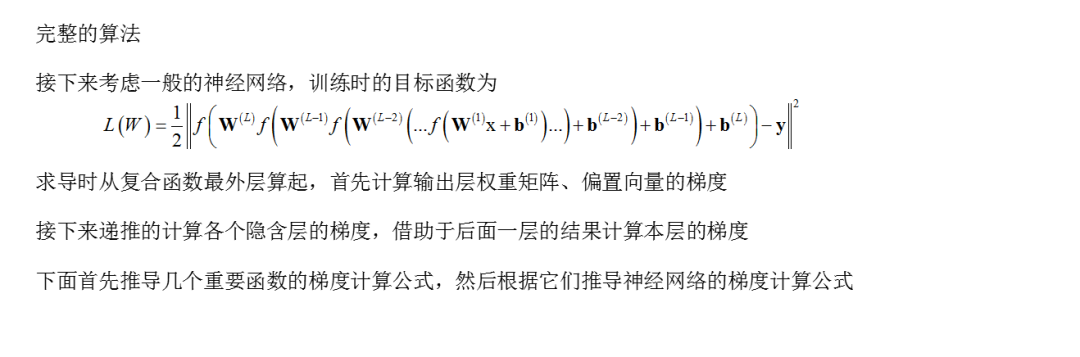 完整的算法
接下来考虑一般的神经网络，训练时的目标函数为
L(W)=\frac{1}{2}\left\|f\left(\mathbf{W}^{(L)}f\left(\mathbf{W}^{(L-1)}f\left(\mathbf{W}^{(L-2)}\left(...f\left(\mathbf{W}^{(1)}\mathrm{x}+\mathbf{b}^{(1)}\right)...\right)+\mathbf{b}^{(L-2)}\right)+\mathbf{b}^{(L-1)}\right)+\mathbf{b}^{(L)}\right)-\mathbf{y}\right\|^{2}
求导时从复合函数最外层算起，首先计算输出层权重矩阵、偏置向量的梯度
接下来递推的计算各个隐含层的梯度，借助于后面一层的结果计算本层的梯度
下面首先推导几个重要函数的梯度计算公式，然后根据它们推导神经网络的梯度计算公式